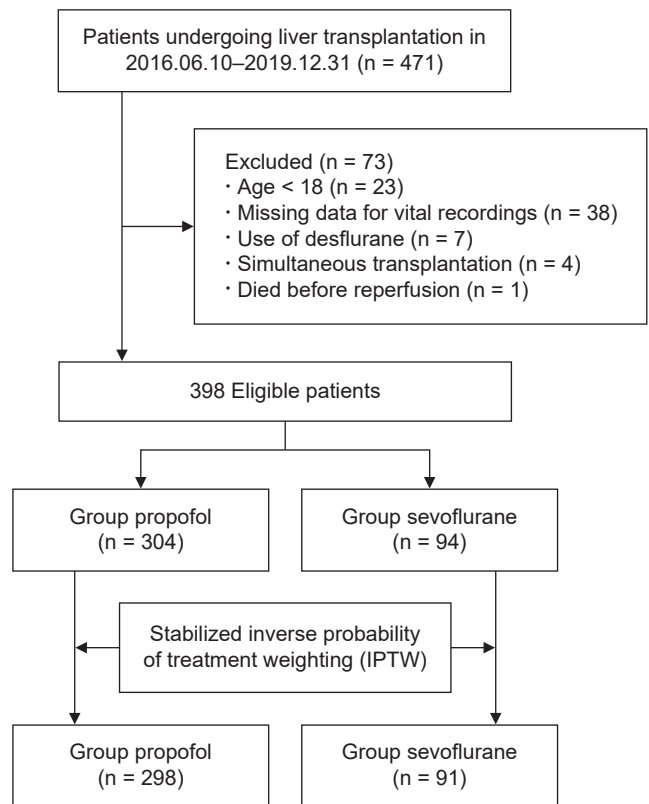 Patients undergoing liver transplantation in
2016.06.10–2019.12.31 (n = 471)
Excluded (n = 73)
· Age < 18 (n = 23)
· Missing data for vital recordings (n = 38)
· Use of desflurane (n = 7)
· Simultaneous transplantation (n = 4)
· Died before reperfusion (n = 1)
398 Eligible patients
Group propofol
(n = 304)
Group sevoflurane
(n = 94)
Stabilized inverse probability
of treatment weighting (IPTW)
Group propofol
(n = 298)
Group sevoflurane
(n = 91)